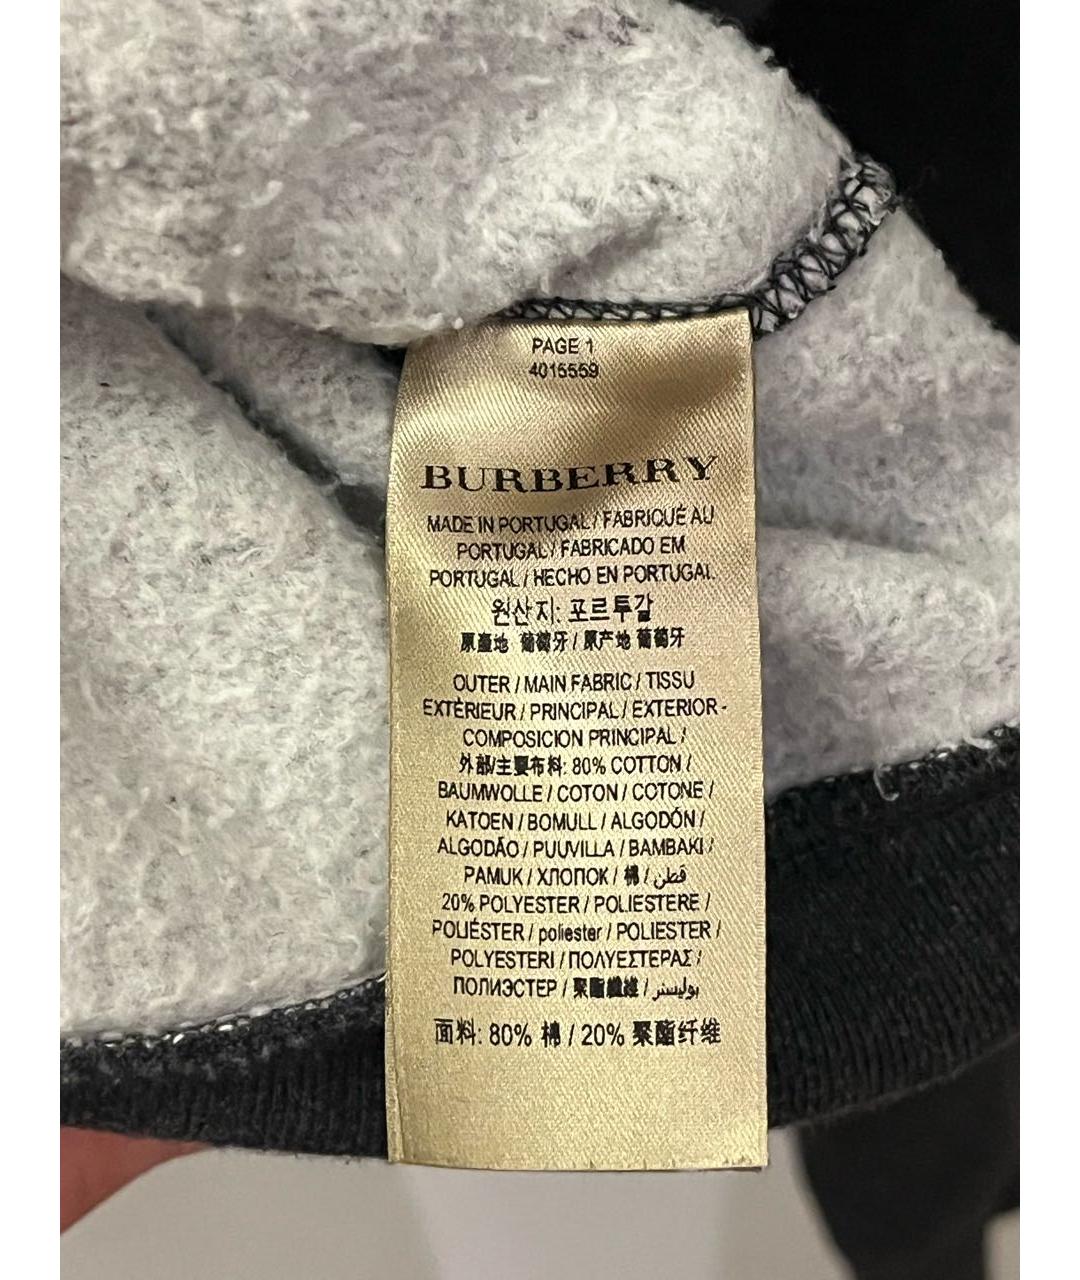 PAGE 1
4015559
BURBERRY
MADE IN PORTUGAL / FABRIQUÉ AU
PORTUGAL / FABRICADO EM
PORTUGAL / HECHO EN PORTUGAL
원산지: 포르투갈
原產地 葡萄牙 / 原产地 葡萄牙
OUTER / MAIN FABRIC / TISSU
EXTÉRIEUR / PRINCIPAL / EXTERIOR -
COMPOSICION PRINCIPAL /
外部/主要布料: 80% COTTON /
BAUMWOLLE / COTON / COTONE /
KATOEN / BOMULL / ALGODÓN /
ALGODÃO / PUUVILLA / BAMBAKI /
PAMUK / ХЛОПОК / 棉 / قطن
20% POLYESTER / POLIESTERE /
POLIÉSTER / poliester / POLIESTER /
POLYESTERI / ΠΟΛΥΕΣΤΕΡΑΣ /
ПОЛИЭСТЕР / 聚酯纖維 / بوليستر
面料: 80% 棉 / 20% 聚酯纤维